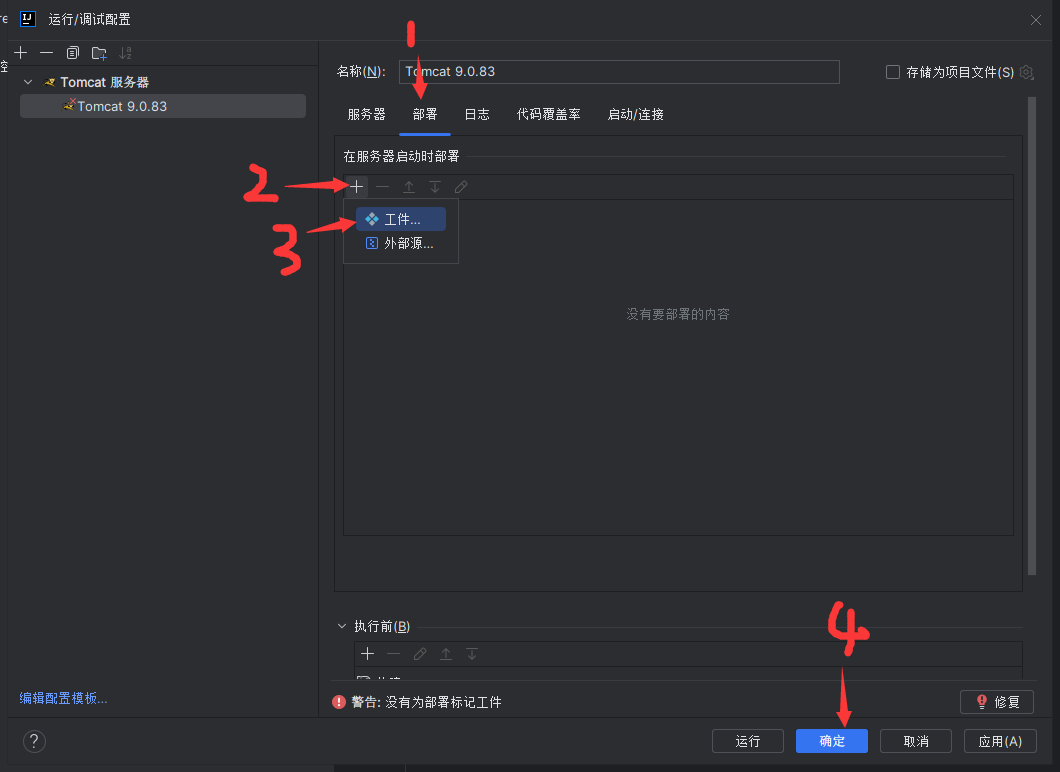 re
运行/调试配置
控
1
Tomcat 服务器
Tomcat 9.0.83
名称(N):
Tomcat 9.0.83
存储为项目文件(S)
服务器
部署
日志
代码覆盖率
启动/连接
在服务器启动时部署
2
3
工件...
外部源...
没有要部署的内容
4
执行前(B)
警告: 没有为部署标记工件
修复
编辑配置模板...
?
运行
确定
取消
应用(A)